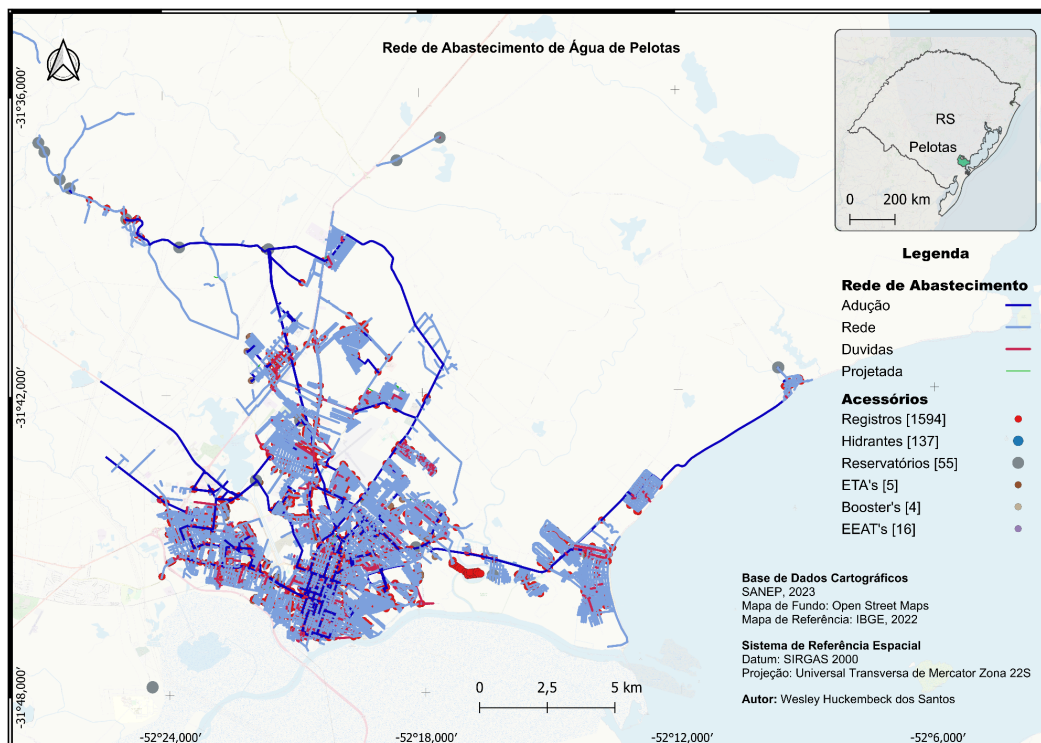 Rede de Abastecimento de Água de Pelotas
RS
Pelotas
0 200 km
Legenda
Rede de Abastecimento
Adução
Rede
Duvidas
Projetada
Acessórios
Registros [1594]
Hidrantes [137]
Reservatórios [55]
ETA's [5]
Booster's [4]
EEAT's [16]
Base de Dados Cartográficos
SANEP, 2023
Mapa de Fundo: Open Street Maps
Mapa de Referência: IBGE, 2022
Sistema de Referência Espacial
Datum: SIRGAS 2000
Projeção: Universal Transversa de Mercator Zona 22S
Autor: Wesley Huckembeck dos Santos
0 2,5 5 km
-31°36,000′
-31°42,000′
-31°48,000′
-52°24,000′ -52°18,000′ -52°12,000′ -52°6,000′